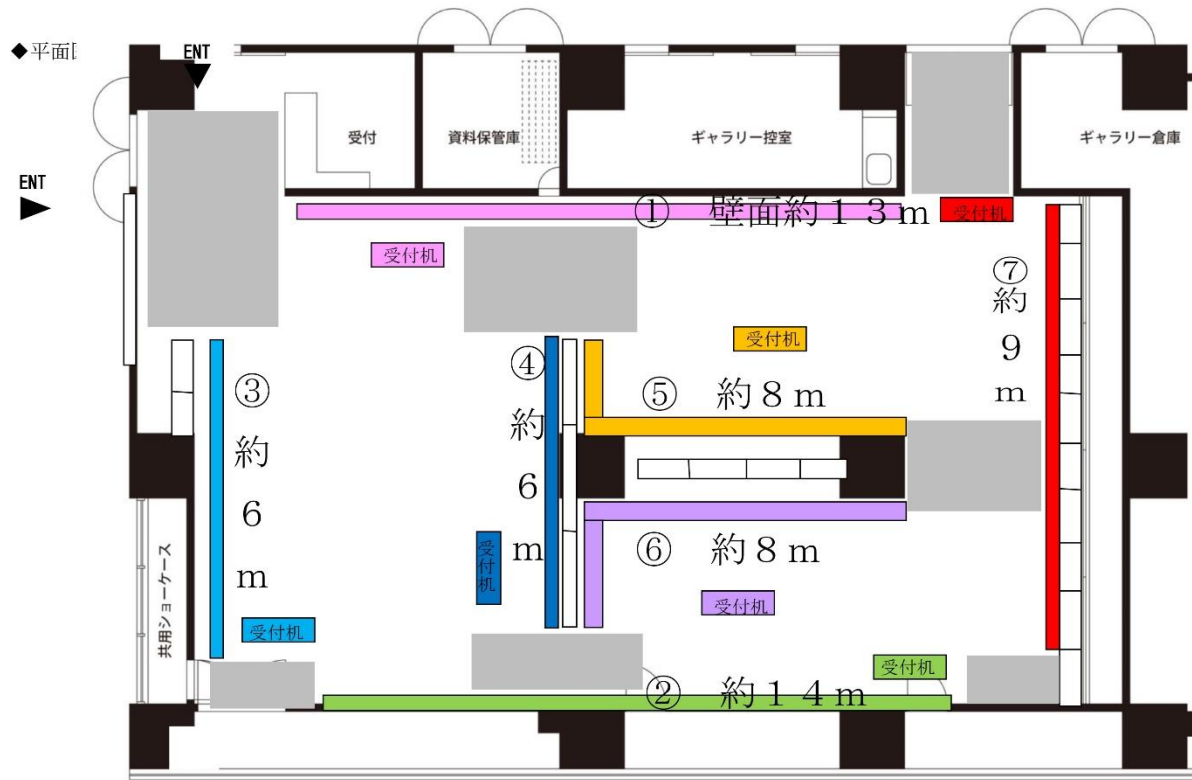 ◆平面
ENT
ENT
受付
資料保管庫
ギャラリー控室
ギャラリー倉庫
① 壁面約13m
受付机
受付机
⑦約9m
受付机
⑤ 約8m
④約6m
③約6m
受付机
⑥ 約8m
受付机
受付机
共用ショーケース
受付机
② 約14m